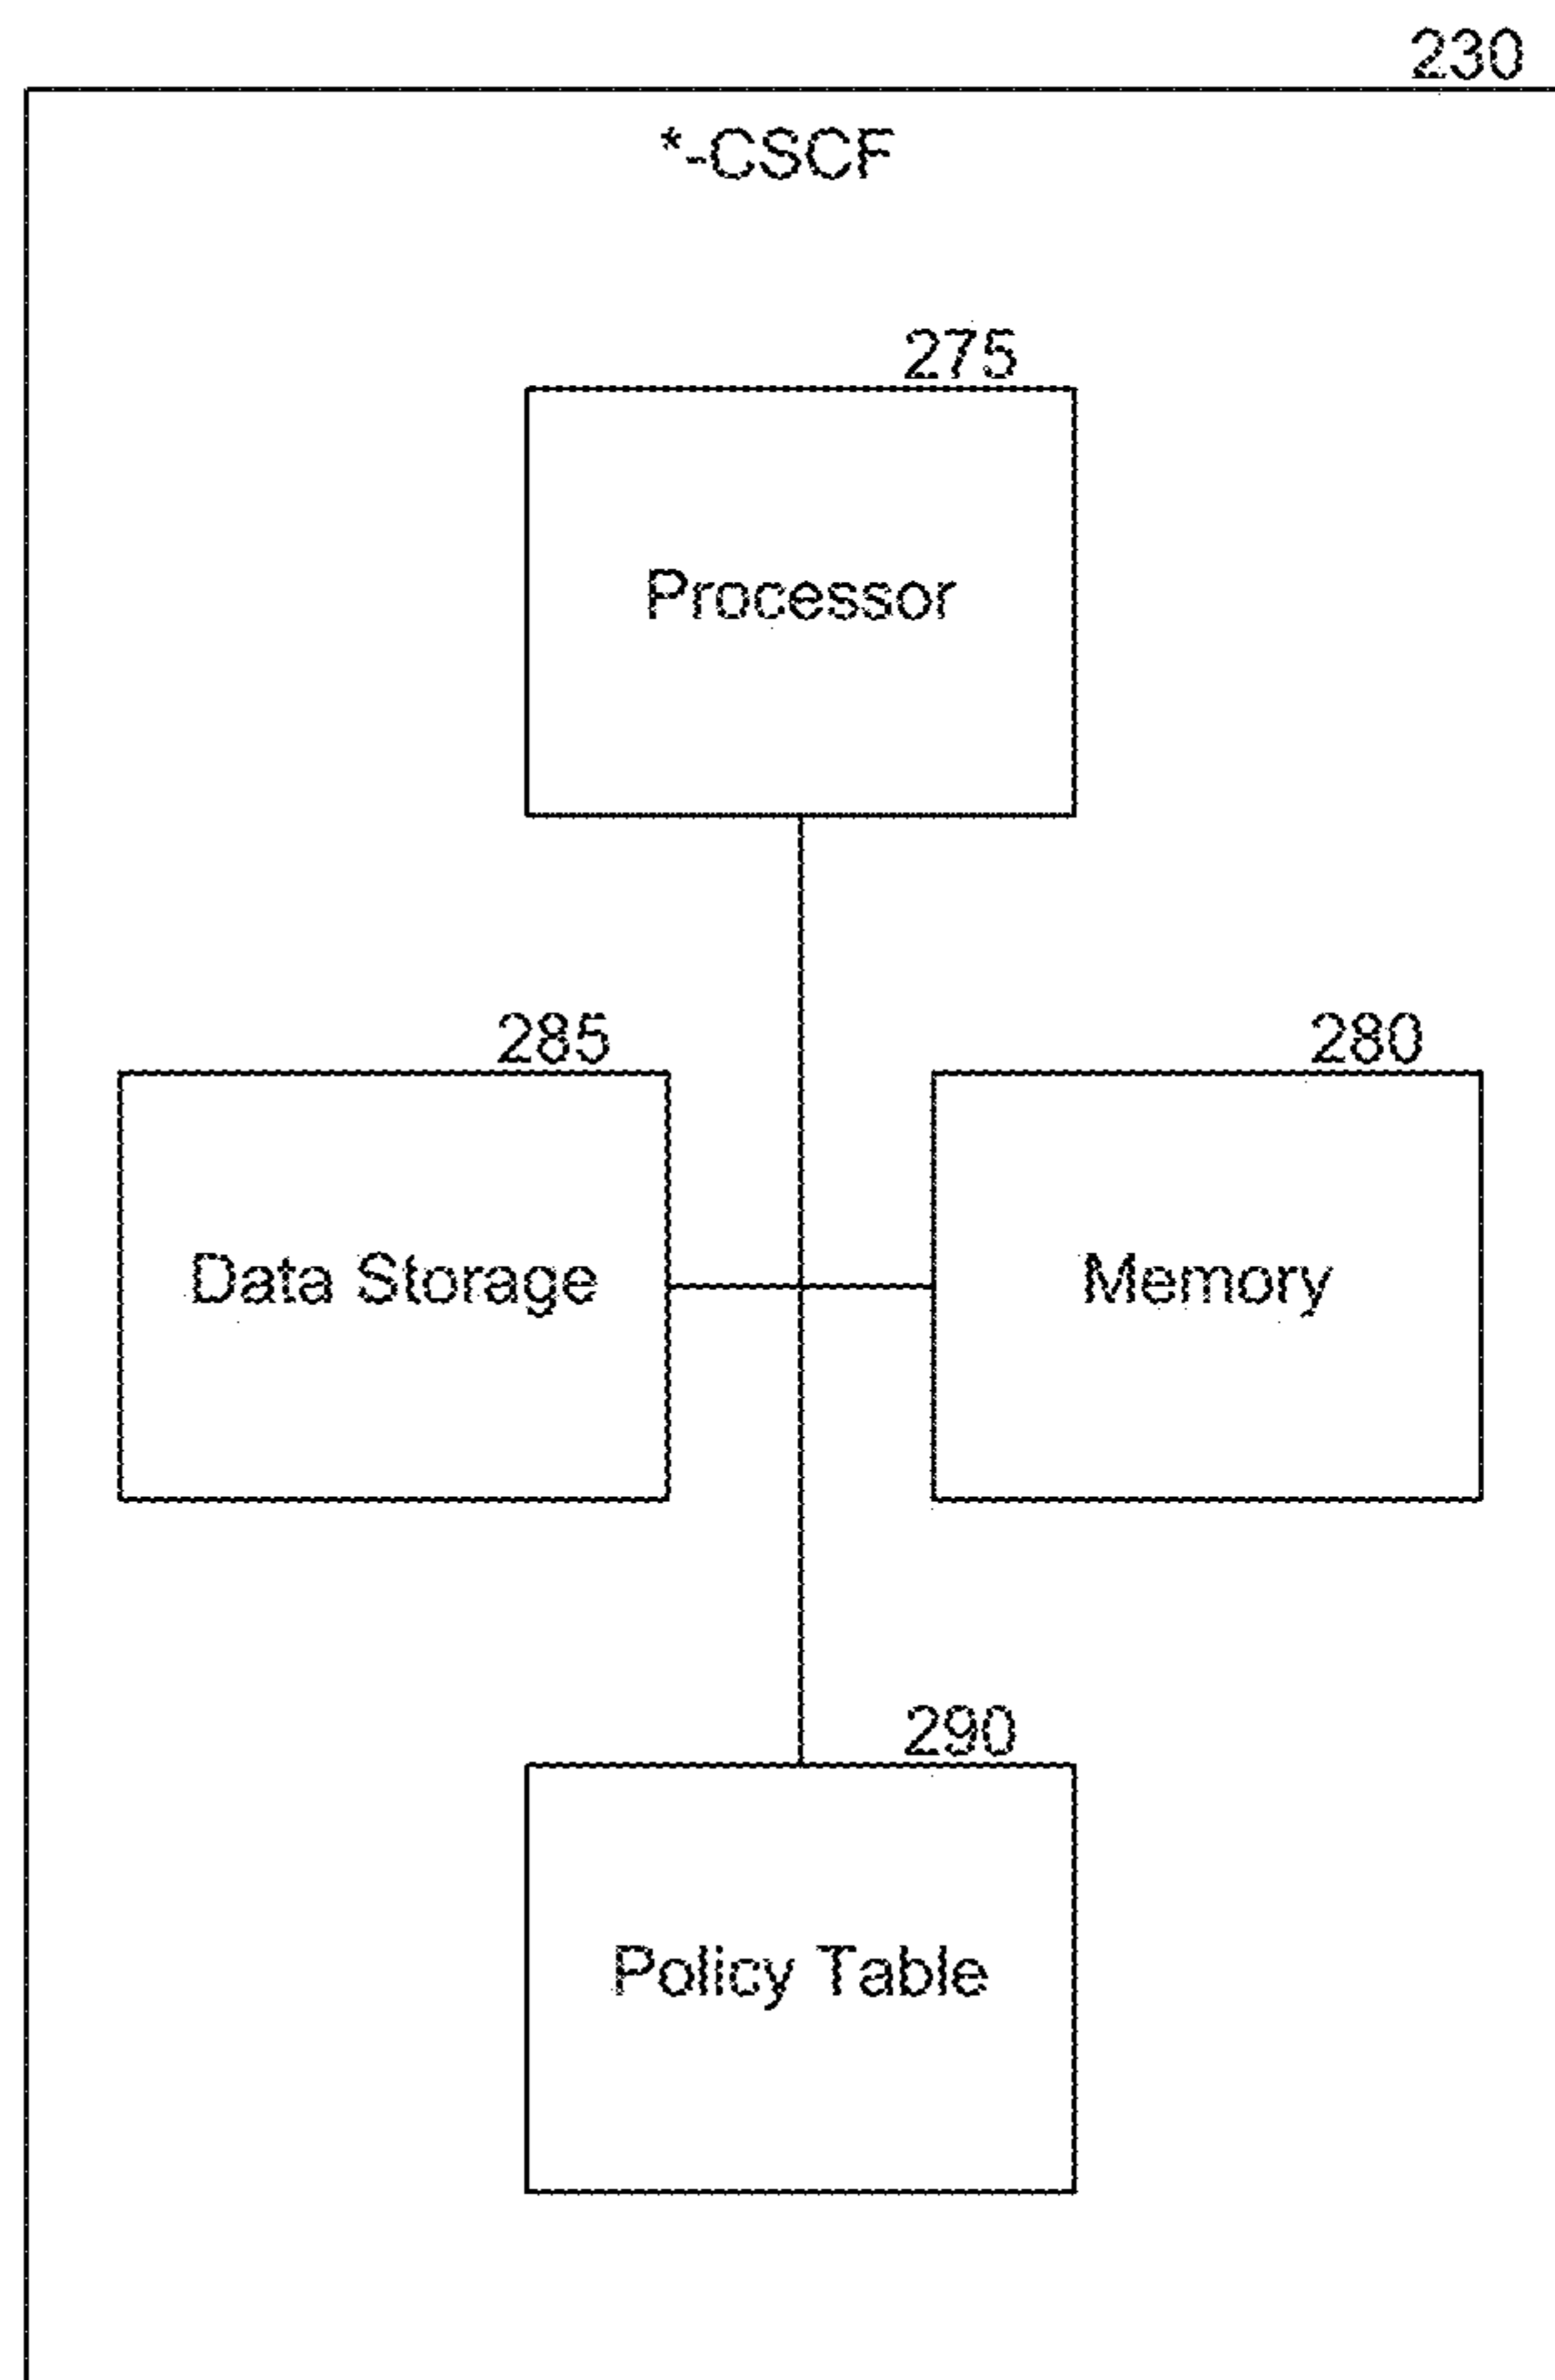 230
*-CSCF
275
Processor
285
280
Data Storage
Memory
290
Policy Table